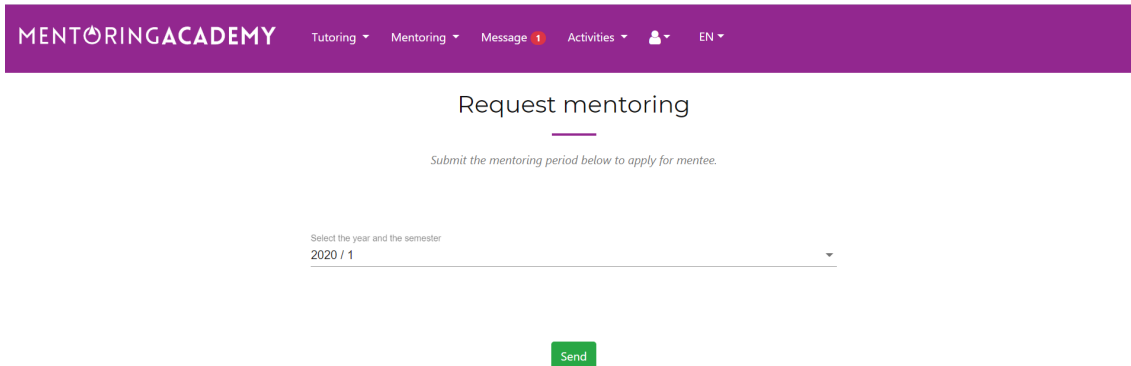 MENTORINGACADEMY Tutoring Mentoring Message 1 Activities EN
Request mentoring
Submit the mentoring period below to apply for mentee.
Select the year and the semester
2020 / 1
Send